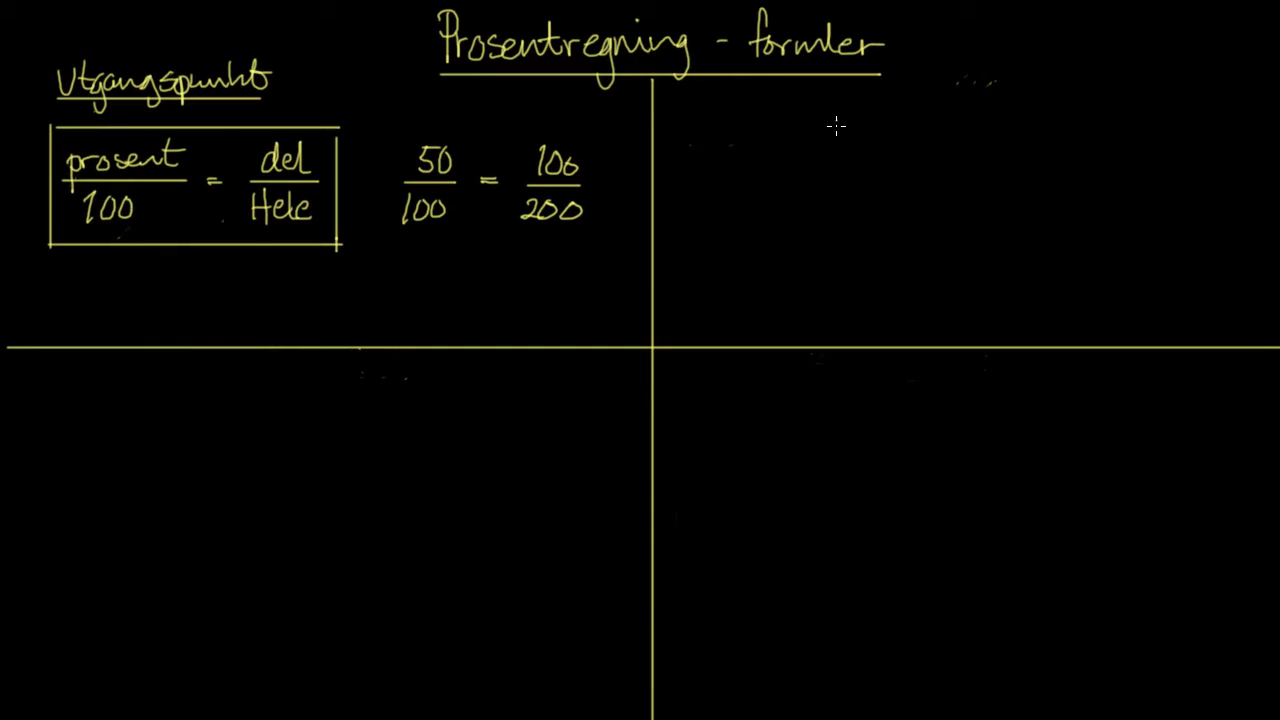 Prosentregning - formler
Utgangspunkt
prosent/100 = del/Hele
50/100 = 100/200